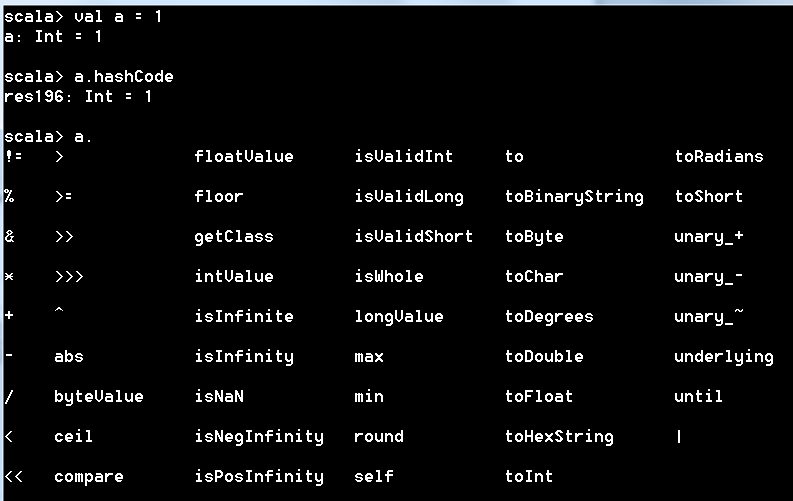 scala> val a = 1
a: Int = 1
scala> a.hashCode
res196: Int = 1
scala> a.
!= > floatValue isValidInt to toRadians
% >= floor isValidLong toBinaryString toShort
& >> getClass isValidShort toByte unary_+
* >>> intValue isWhole toChar unary_-
+ ^ isInfinite longValue toDegrees unary_~
- abs isInfinity max toDouble underlying
/ byteValue isNaN min toFloat until
< ceil isNegInfinity round toHexString |
<< compare isPosInfinity self toInt